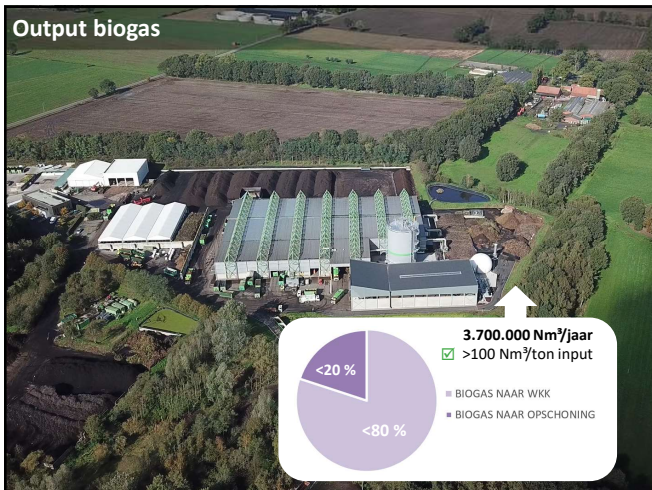 Output biogas
3.700.000 Nm³/jaar
☑ >100 Nm³/ton input
<20 %
<80 %
BIOGAS NAAR WKK
BIOGAS NAAR OPSCHONING